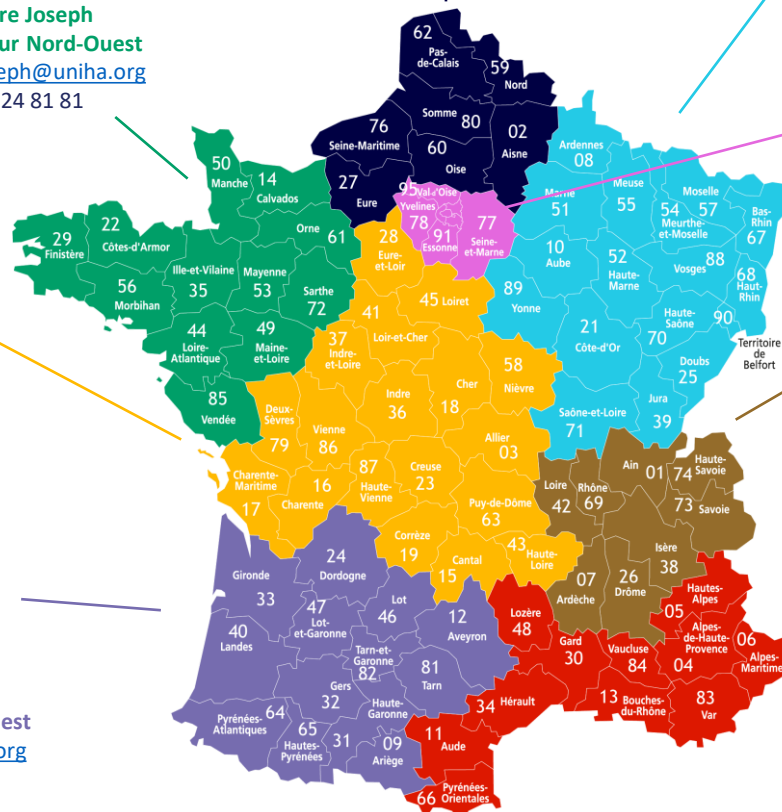 re Joseph
ur Nord-Ouest
eph@uniha.org
24 81 81
62
Pas-
de-Calais
59
Nord
Somme
80
76
Seine-Maritime
60
Oise
02
Aisne
27
Eure
Ardennes
08
50
Manche
14
Calvados
Orne
61
95
Val d'Oise
Yvelines
78
91
Essonne
77
Seine-
et-Marne
Marne
51
Meuse
55
Moselle
57
54
Meurthe-
et-Moselle
Bas-
Rhin
67
29
Finistère
22
Côtes-d'Armor
56
Morbihan
Ille-et-Vilaine
35
Mayenne
53
Sarthe
72
28
Eure-
et-Loir
10
Aube
52
Haute-
Marne
Vosges
88
68
Haut-
Rhin
44
Loire-
Atlantique
49
Maine-
et-Loire
41
Loir-et-Cher
45
Loiret
89
Yonne
21
Côte-d'Or
Haute-
Saône
70
90
Territoire
de
Belfort
Doubs
25
Jura
39
85
Vendée
37
Indre-
et-Loire
Indre
36
Cher
18
58
Nièvre
Saône-et-Loire
71
Deux-
Sèvres
79
Vienne
86
Allier
03
Charente-
Maritime
17
16
Charente
87
Haute-
Vienne
Creuse
23
Puy-de-Dôme
63
Loire
42
Rhône
69
Ain
01
74
Haute-
Savoie
73
Savoie
Corrèze
19
Cantal
15
43
Haute-
Loire
07
Ardèche
26
Drôme
Isère
38
24
Dordogne
Gironde
33
47
Lot-
et-Garonne
Lot
46
12
Aveyron
Lozère
48
Gard
30
Vaucluse
84
Hautes-
Alpes
05
Alpes-
de-Haute-
Provence
04
06
Alpes-
Maritime
40
Landes
Tarn-et-
Garonne
82
81
Tarn
Gers
32
Haute-
Garonne
31
34
Hérault
13
Bouches-
du-Rhône
83
Var
Pyrénées-
Atlantiques
64
65
Hautes-
Pyrénées
09
Ariège
11
Aude
66
Pyrénées-
Orientales
est
org